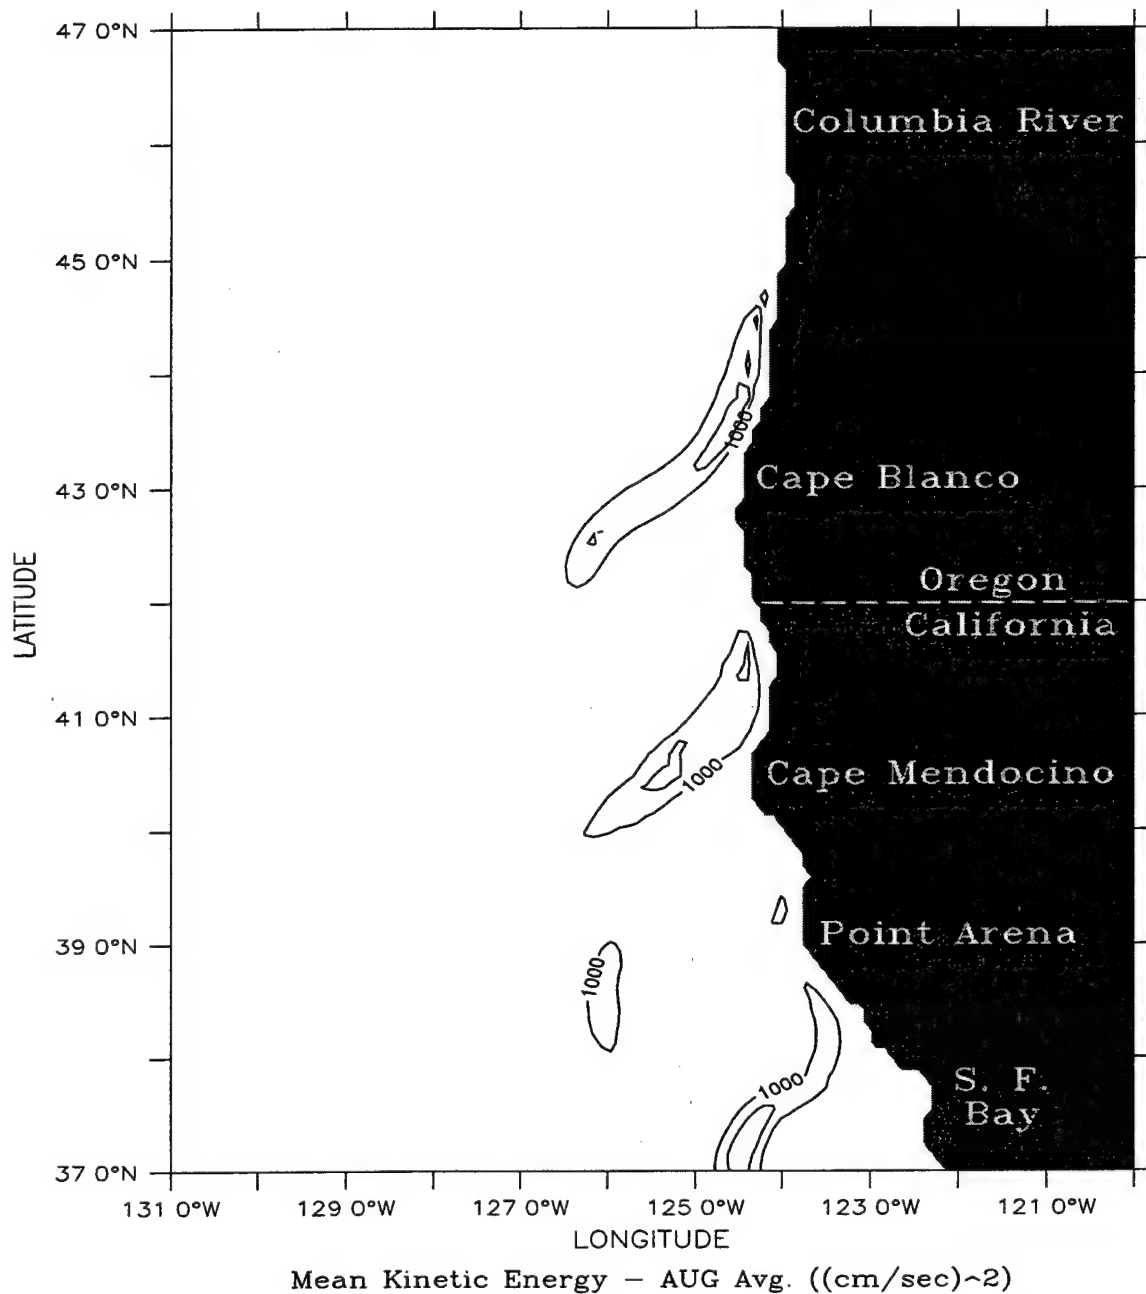 47 0°N
Columbia River
45 0°N
1000
43 0°N
Cape Blanco
LATITUDE
Oregon
California
41 0°N
1000
Cape Mendocino
39 0°N
Point Arena
1000
1000
S. F.
Bay
37 0°N
131 0°W
129 0°W
127 0°W
125 0°W
123 0°W
121 0°W
LONGITUDE
Mean Kinetic Energy – AUG Avg. ((cm/sec)^2)